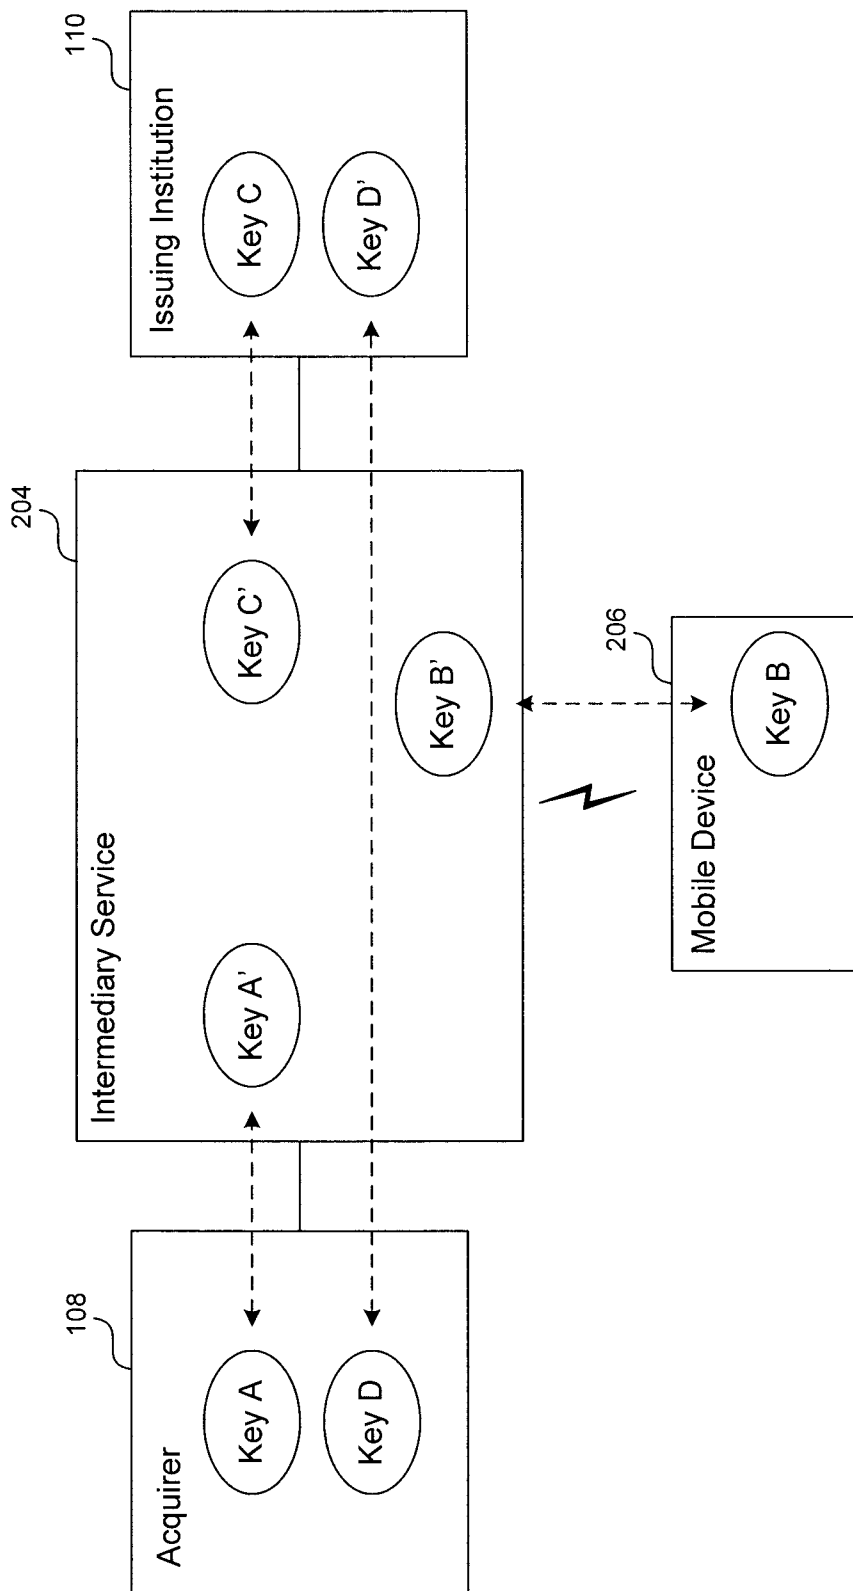 108
Acquirer
Key A
Key D
204
Intermediary Service
Key A'
Key C'
Key B'
110
Issuing Institution
Key C
Key D'
206
Mobile Device
Key B